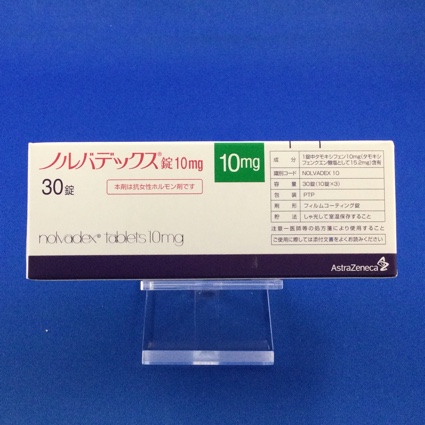 ノルバデックス®錠10mg
10mg
30錠
本剤は抗女性ホルモン剤です
nolvadex® tablets 10mg
成 分 1錠中タモキシフェン10mg(タモキシ
フェンクエン酸塩として15.2mg)含有
識別コード NOLVADEX 10
容 量 30錠(10錠×3)
包 装 PTP
剤 形 フィルムコーティング錠
貯 法 しゃ光して室温保存すること
注意-医師等の処方箋により使用すること
ご使用に際しては添付文書をよくお読みください
AstraZeneca